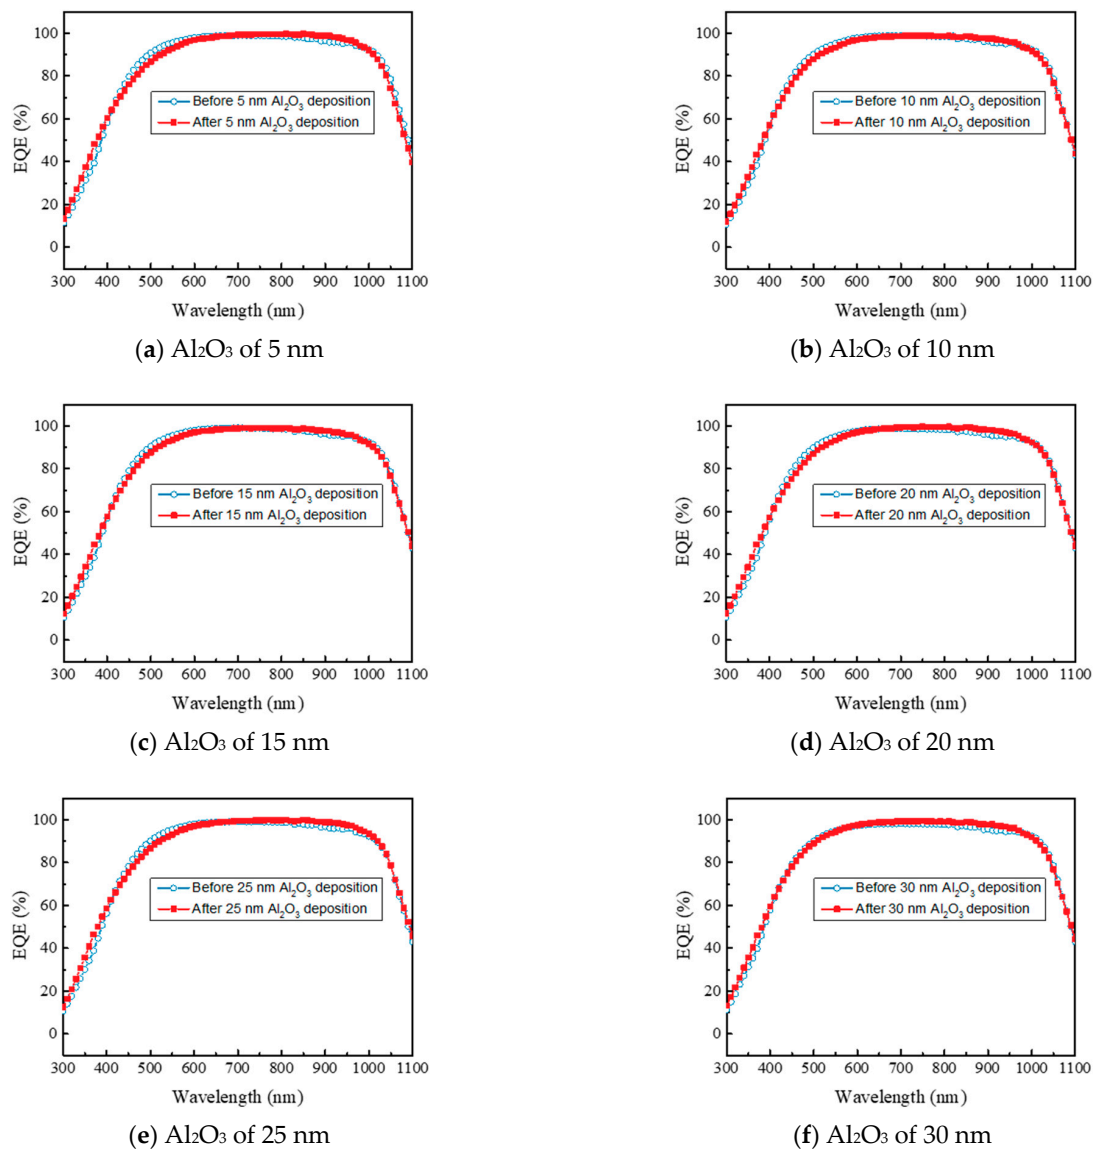 100
80
60
40
20
0
EQE (%)
Before 5 nm Al₂O₃ deposition
After 5 nm Al₂O₃ deposition
300 400 500 600 700 800 900 1000 1100
Wavelength (nm)
(a) Al₂O₃ of 5 nm
100
80
60
40
20
0
EQE (%)
Before 10 nm Al₂O₃ deposition
After 10 nm Al₂O₃ deposition
300 400 500 600 700 800 900 1000 1100
Wavelength (nm)
(b) Al₂O₃ of 10 nm
100
80
60
40
20
0
EQE (%)
Before 15 nm Al₂O₃ deposition
After 15 nm Al₂O₃ deposition
300 400 500 600 700 800 900 1000 1100
Wavelength (nm)
(c) Al₂O₃ of 15 nm
100
80
60
40
20
0
EQE (%)
Before 20 nm Al₂O₃ deposition
After 20 nm Al₂O₃ deposition
300 400 500 600 700 800 900 1000 1100
Wavelength (nm)
(d) Al₂O₃ of 20 nm
100
80
60
40
20
0
EQE (%)
Before 25 nm Al₂O₃ deposition
After 25 nm Al₂O₃ deposition
300 400 500 600 700 800 900 1000 1100
Wavelength (nm)
(e) Al₂O₃ of 25 nm
100
80
60
40
20
0
EQE (%)
Before 30 nm Al₂O₃ deposition
After 30 nm Al₂O₃ deposition
300 400 500 600 700 800 900 1000 1100
Wavelength (nm)
(f) Al₂O₃ of 30 nm